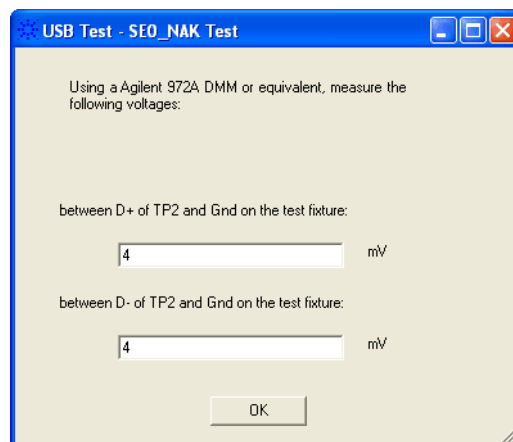 USB Test - SE0_NAK Test
Using a Agilent 972A DMM or equivalent, measure the
following voltages:
between D+ of TP2 and Gnd on the test fixture:
4 mV
between D- of TP2 and Gnd on the test fixture:
4 mV
OK